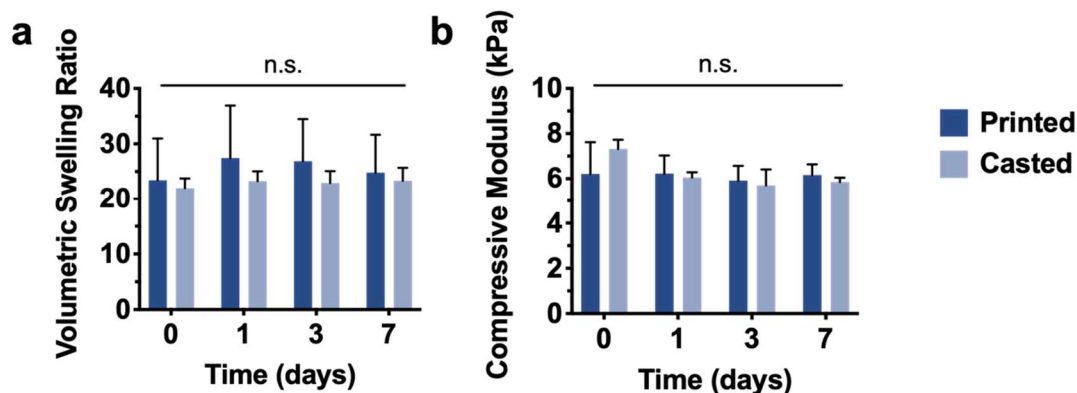 a
Volumetric Swelling Ratio
n.s.
40
30
20
10
0
0 1 3 7
Time (days)
b
Compressive Modulus (kPa)
n.s.
10
8
6
4
2
0
0 1 3 7
Time (days)
Printed
Casted